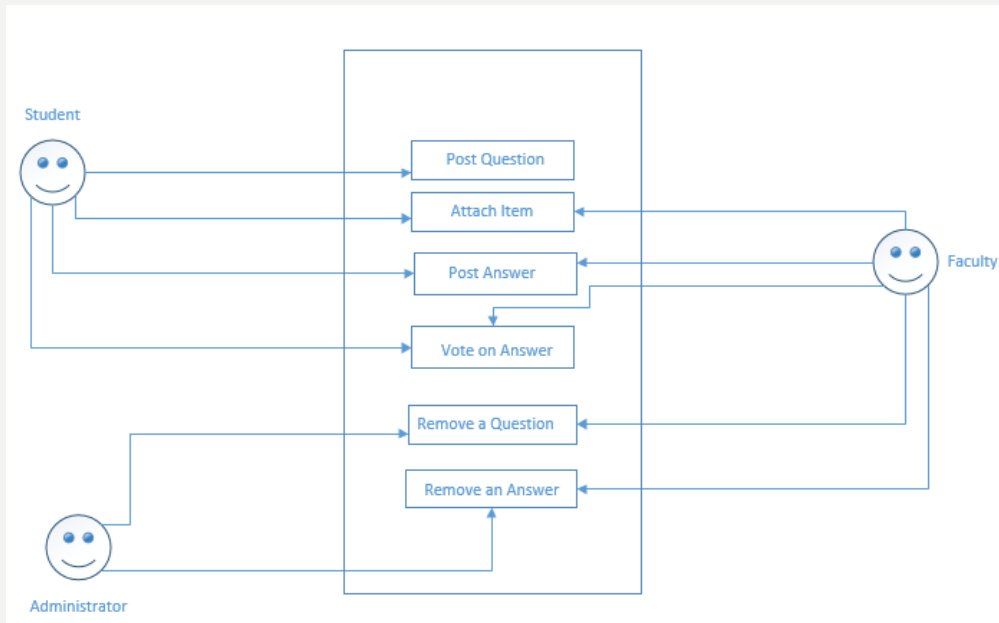 Student
Post Question
Attach Item
Faculty
Post Answer
Vote on Answer
Remove a Question
Remove an Answer
Administrator